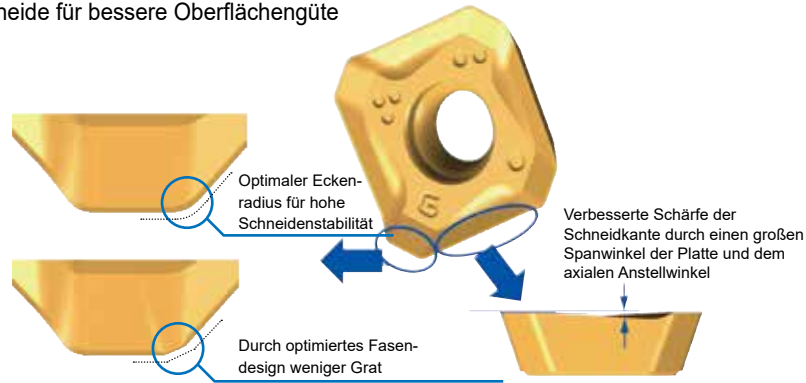 neide für bessere Oberflächengüte
Optimaler Ecken-
radius für hohe
Schneidenstabilität
G
Verbesserte Schärfe der
Schneidkante durch einen großen
Spanwinkel der Platte und dem
axialen Anstellwinkel
Durch optimiertes Fasen-
design weniger Grat